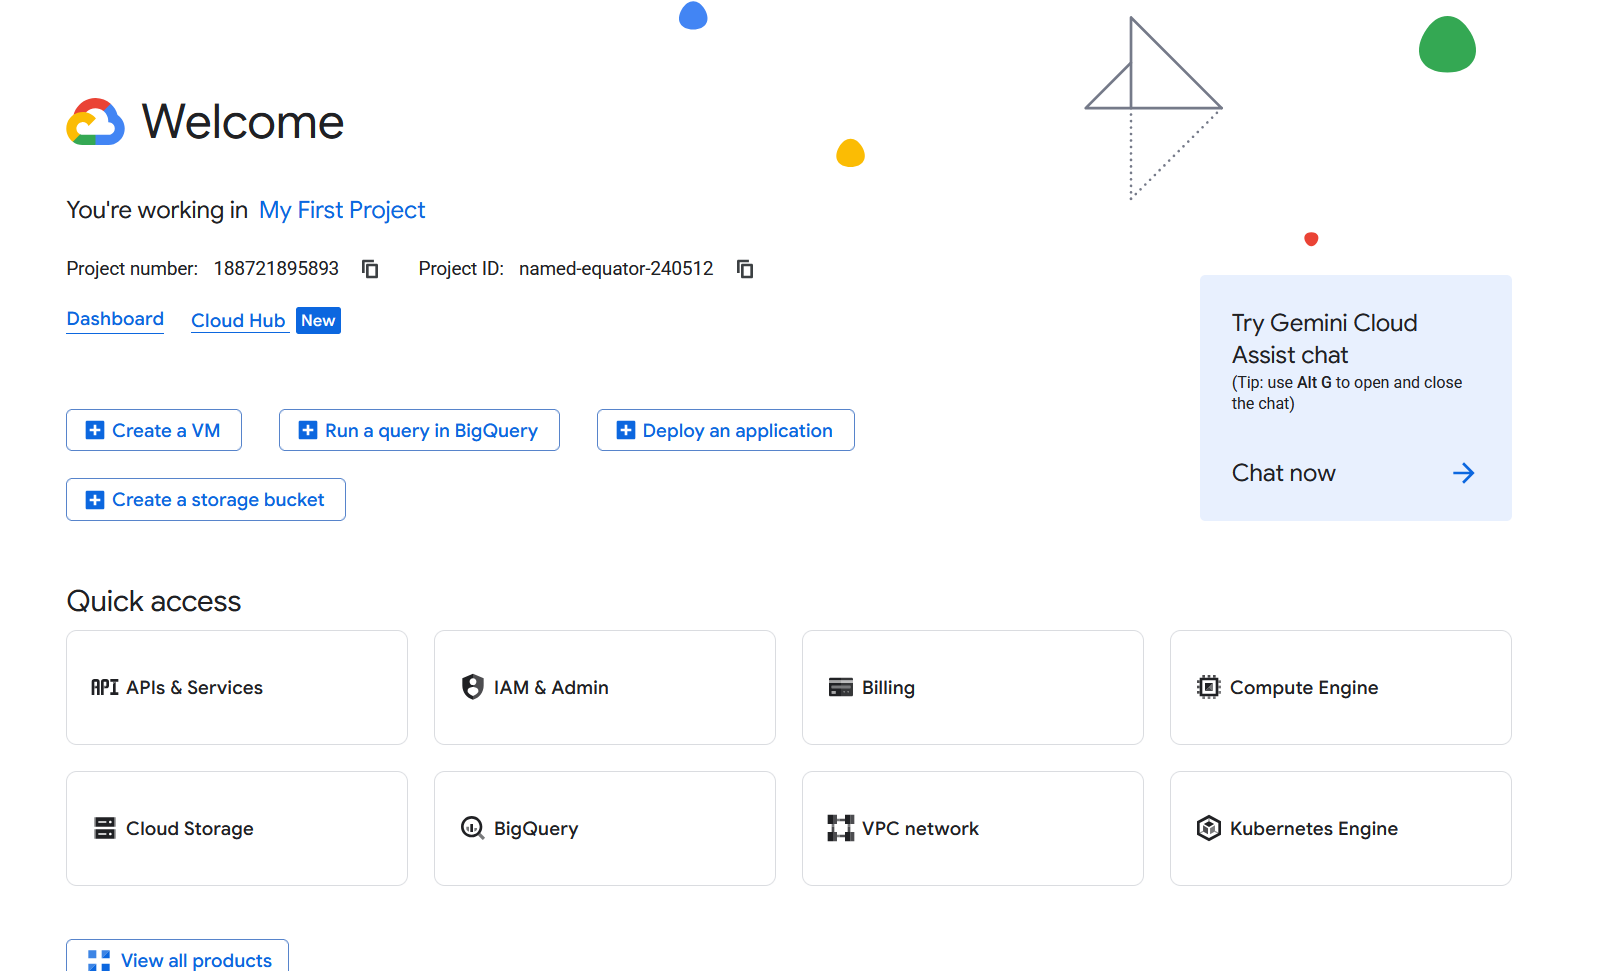 Welcome
You're working in My First Project
Project number: 188721895893 Project ID: named-equator-240512
Dashboard Cloud Hub New
Try Gemini Cloud
Assist chat
(Tip: use Alt G to open and close
the chat)
Chat now
Create a VM Run a query in BigQuery Deploy an application
Create a storage bucket
Quick access
API APIs & Services IAM & Admin Billing Compute Engine
Cloud Storage BigQuery VPC network Kubernetes Engine
View all products